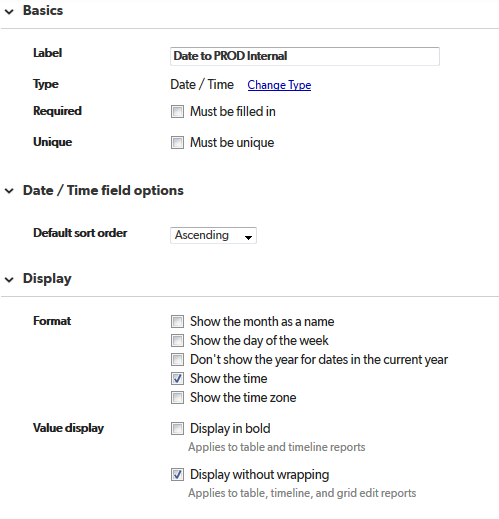 Basics
Label Date to PROD Internal
Type Date / Time Change Type
Required Must be filled in
Unique Must be unique
Date / Time field options
Default sort order Ascending
Display
Format Show the month as a name
Show the day of the week
Don't show the year for dates in the current year
Show the time
Show the time zone
Value display Display in bold
Applies to table and timeline reports
Display without wrapping
Applies to table, timeline, and grid edit reports